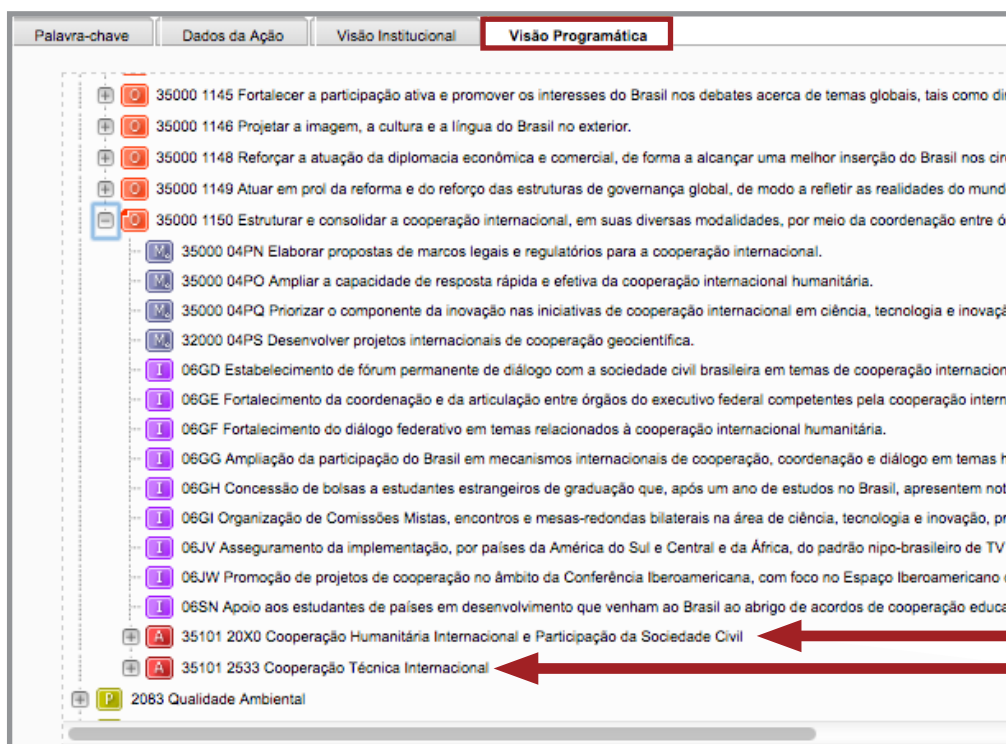 Palavra-chave Dados da Ação Visão Institucional Visão Programática
O 35000 1145 Fortalecer a participação ativa e promover os interesses do Brasil nos debates acerca de temas globais, tais como
O 35000 1146 Projetar a imagem, a cultura e a língua do Brasil no exterior.
O 35000 1148 Reforçar a atuação da diplomacia econômica e comercial, de forma a alcançar uma melhor inserção do Brasil nos
O 35000 1149 Atuar em prol da reforma e do reforço das estruturas de governança global, de modo a refletir as realidades do
O 35000 1150 Estruturar e consolidar a cooperação internacional, em suas diversas modalidades, por meio da coordenação entre
M 35000 04PN Elaborar propostas de marcos legais e regulatórios para a cooperação internacional.
M 35000 04PO Ampliar a capacidade de resposta rápida e efetiva da cooperação internacional humanitária.
M 35000 04PQ Priorizar o componente da inovação nas iniciativas de cooperação internacional em ciência, tecnologia e
M 32000 04PS Desenvolver projetos internacionais de cooperação geocientífica.
I 06GD Estabelecimento de fórum permanente de diálogo com a sociedade civil brasileira em temas de cooperação
I 06GE Fortalecimento da coordenação e da articulação entre órgãos do executivo federal competentes pela cooperação
I 06GF Fortalecimento do diálogo federativo em temas relacionados à cooperação internacional humanitária.
I 06GG Ampliação da participação do Brasil em mecanismos internacionais de cooperação, coordenação e diálogo em temas
I 06GH Concessão de bolsas a estudantes estrangeiros de graduação que, após um ano de estudos no Brasil, apresentem
I 06GI Organização de Comissões Mistas, encontros e mesas-redondas bilaterais na área de ciência, tecnologia e inovação,
I 06JV Asseguramento da implementação, por países da América do Sul e Central e da África, do padrão nipo-brasileiro de TV
I 06JW Promoção de projetos de cooperação no âmbito da Conferência Iberoamericana, com foco no Espaço Iberoamericano
I 06SN Apoio aos estudantes de países em desenvolvimento que venham ao Brasil ao abrigo de acordos de cooperação
A 35101 20X0 Cooperação Humanitária Internacional e Participação da Sociedade Civil
A 35101 2533 Cooperação Técnica Internacional
P 2083 Qualidade Ambiental